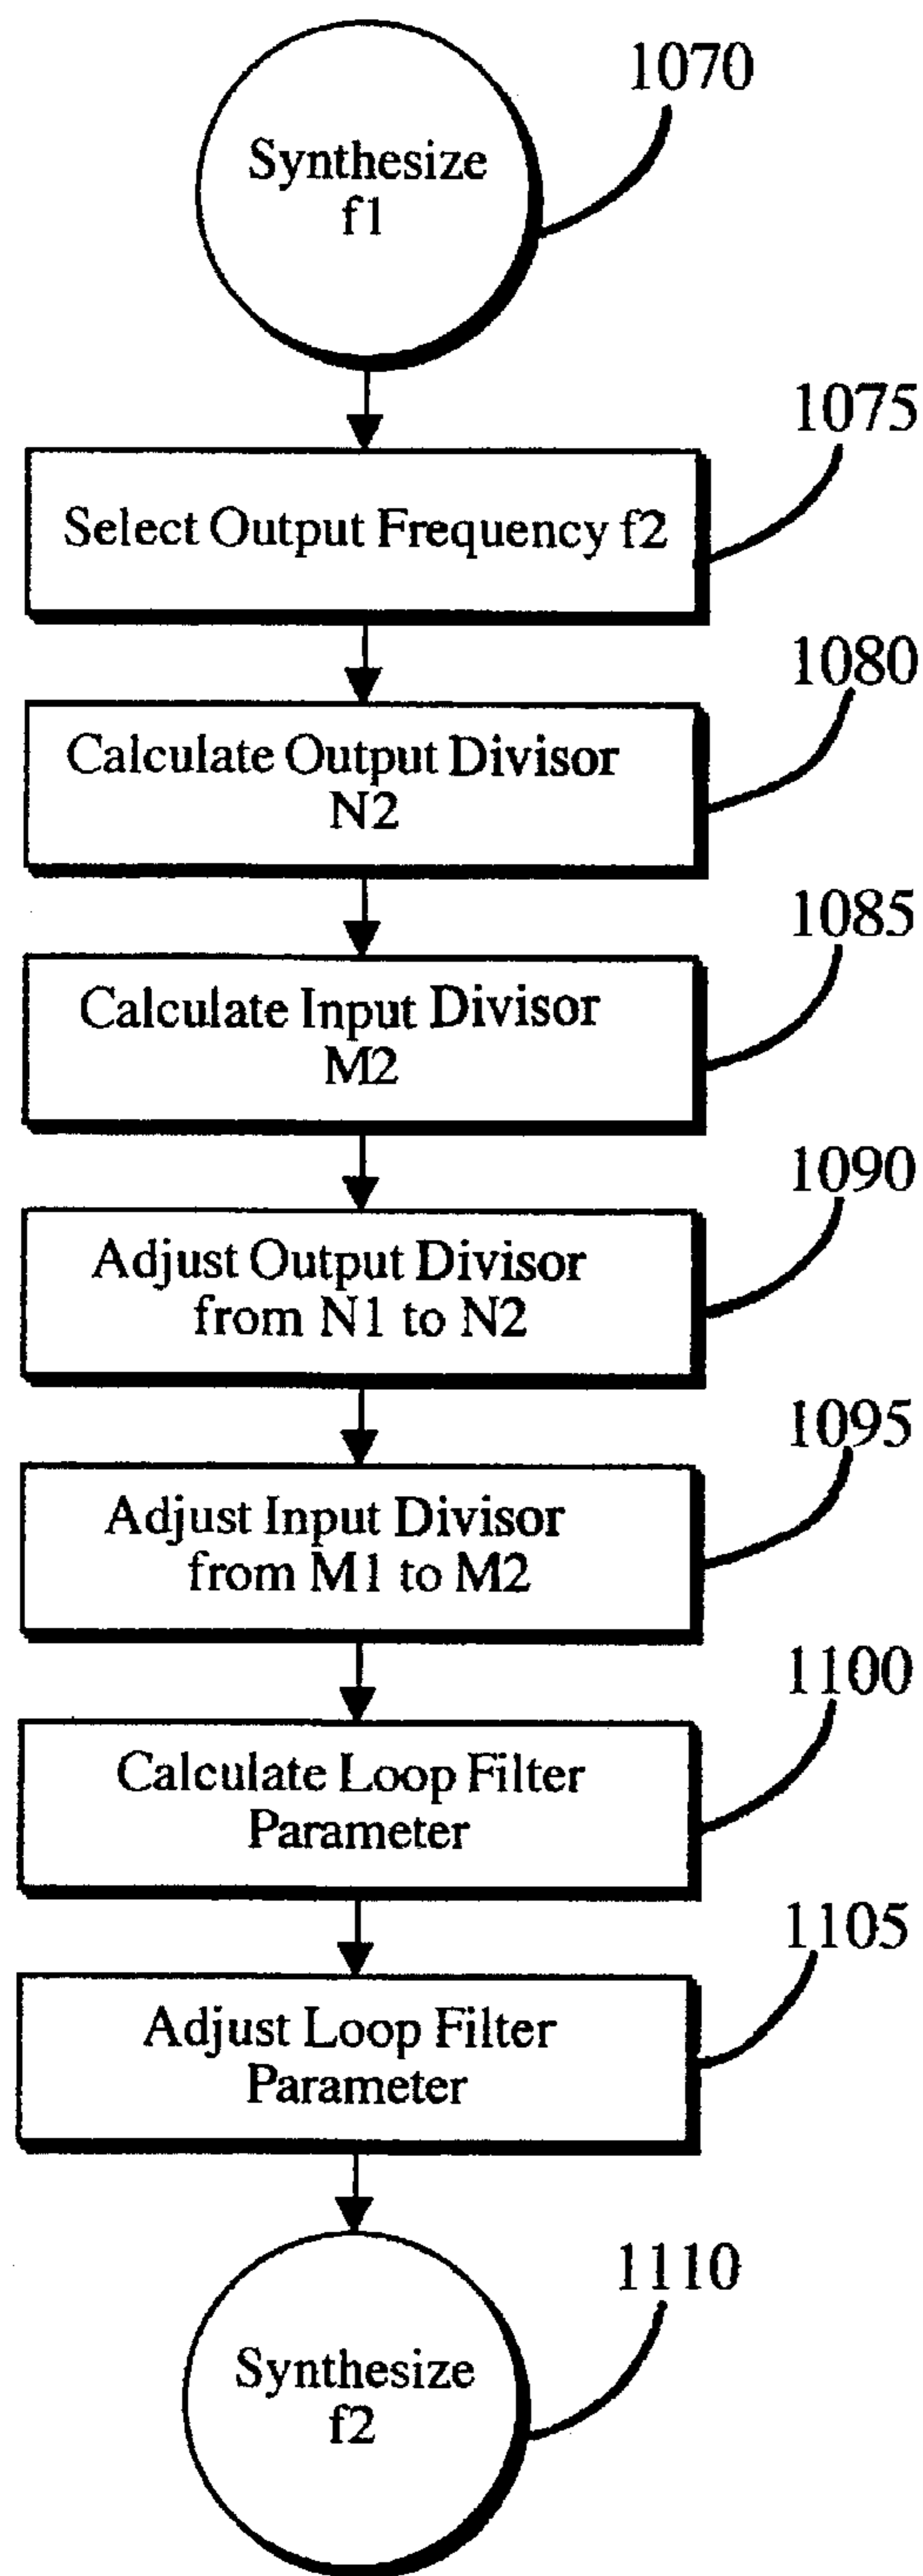 1070
Synthesize
f1
1075
Select Output Frequency f2
1080
Calculate Output Divisor
N2
1085
Calculate Input Divisor
M2
1090
Adjust Output Divisor
from N1 to N2
1095
Adjust Input Divisor
from M1 to M2
1100
Calculate Loop Filter
Parameter
1105
Adjust Loop Filter
Parameter
1110
Synthesize
f2